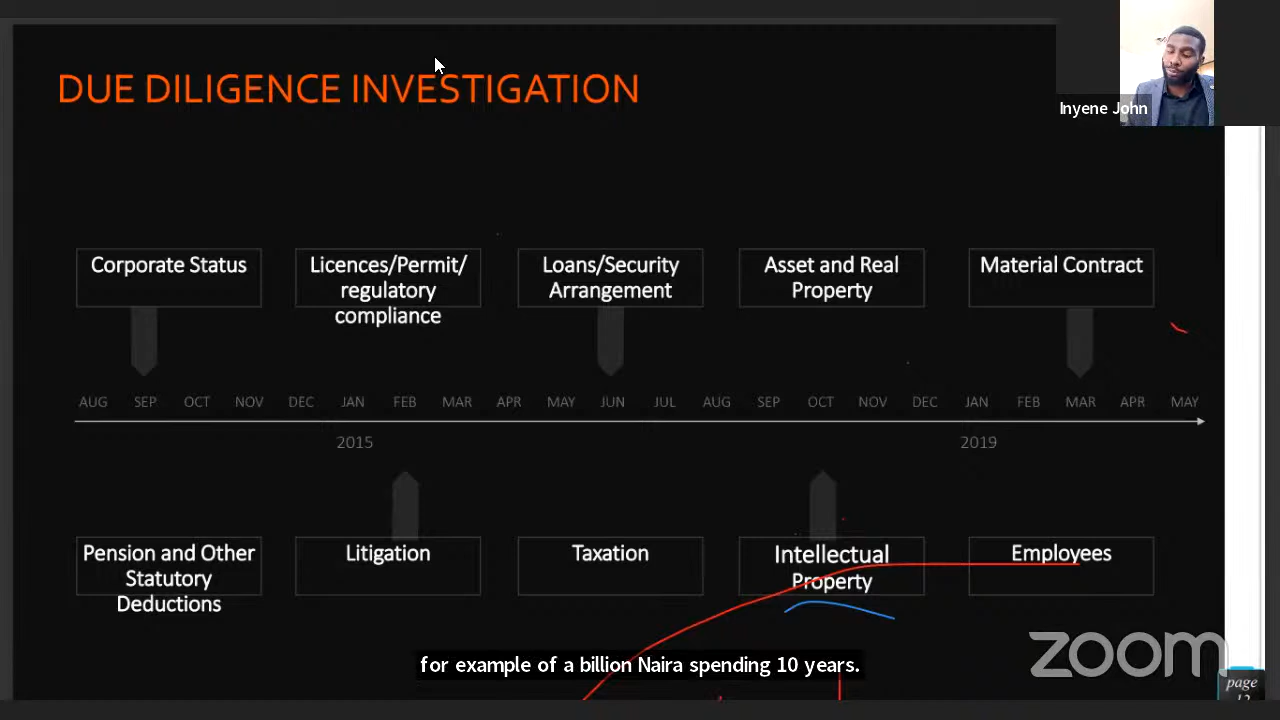 DUE DILIGENCE INVESTIGATION
Inyene John
Corporate Status
Licences/Permit/
regulatory
compliance
Loans/Security
Arrangement
Asset and Real
Property
Material Contract
AUG SEP OCT NOV DEC JAN FEB MAR APR MAY JUN JUL AUG SEP OCT NOV DEC JAN FEB MAR APR MAY
2015 2019
Pension and Other
Statutory
Deductions
Litigation
Taxation
Intellectual
Property
Employees
for example of a billion Naira spending 10 years.
zoom
page
12